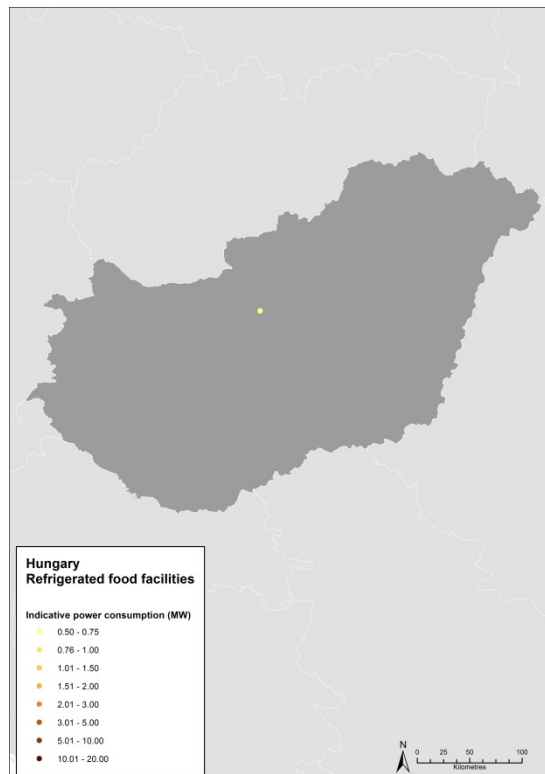 Hungary
Refrigerated food facilities
Indicative power consumption (MW)
0.50 - 0.75
0.76 - 1.00
1.01 - 1.50
1.51 - 2.00
2.01 - 3.00
3.01 - 5.00
5.01 - 10.00
10.01 - 20.00
N
0 25 50 100
Kilometres